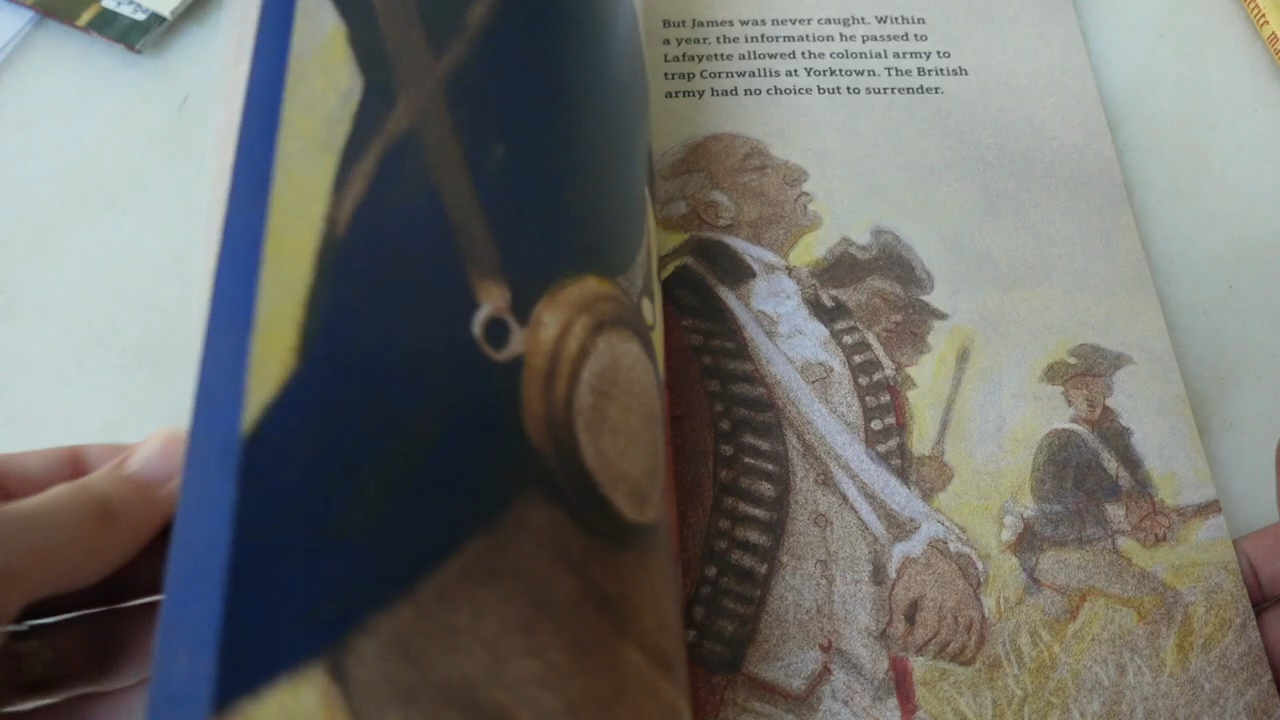 But James was never caught. Within
a year, the information he passed to
Lafayette allowed the colonial army to
trap Cornwallis at Yorktown. The British
army had no choice but to surrender.